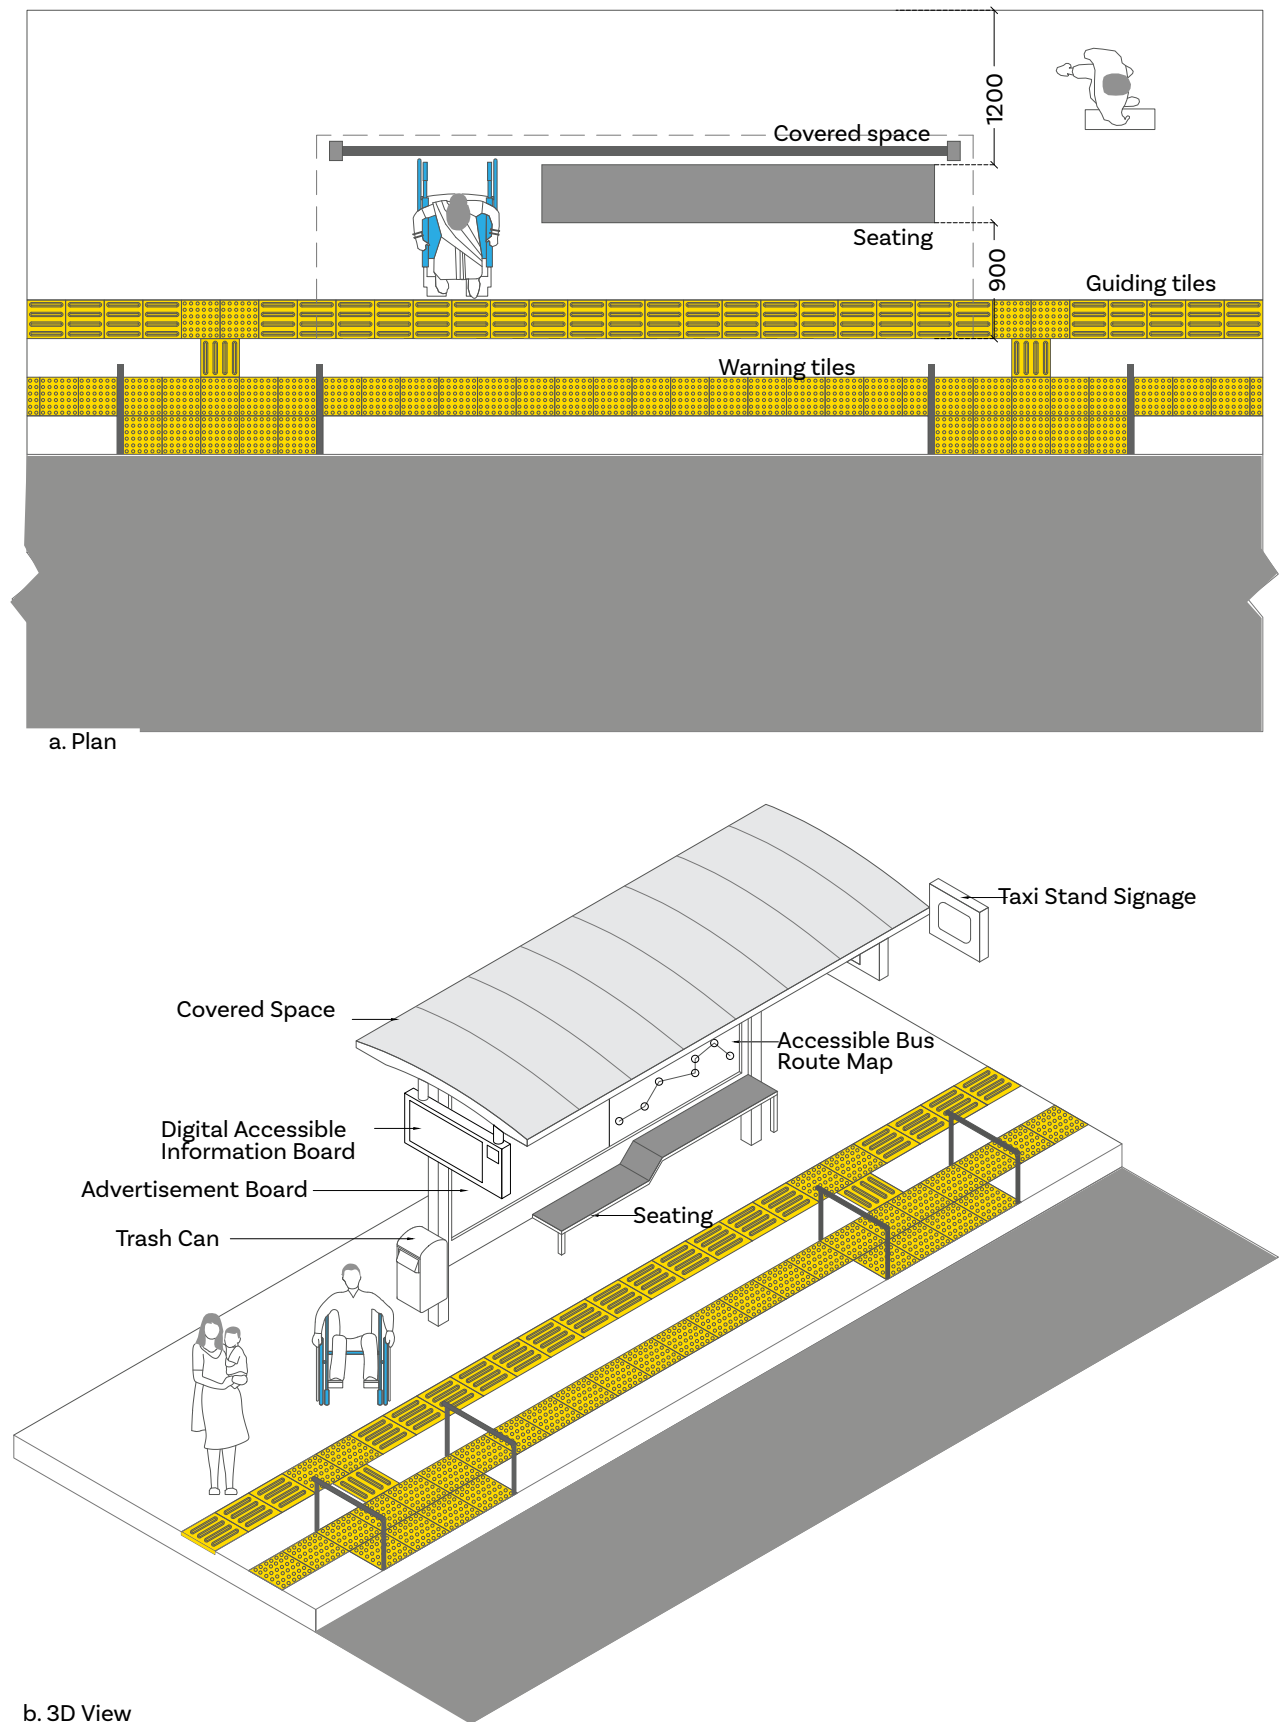 1200
Covered space
Seating
900
Guiding tiles
Warning tiles
a. Plan
Taxi Stand Signage
Covered Space
Accessible Bus
Route Map
Digital Accessible
Information Board
Advertisement Board
Seating
Trash Can
b. 3D View